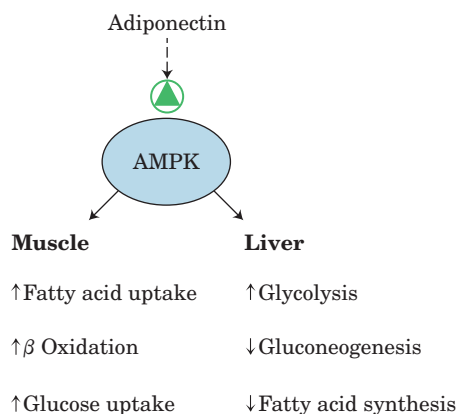 Adiponectin
AMPK
Muscle Liver
↑Fatty acid uptake ↑Glycolysis
↑β Oxidation ↓Gluconeogenesis
↑Glucose uptake ↓Fatty acid synthesis